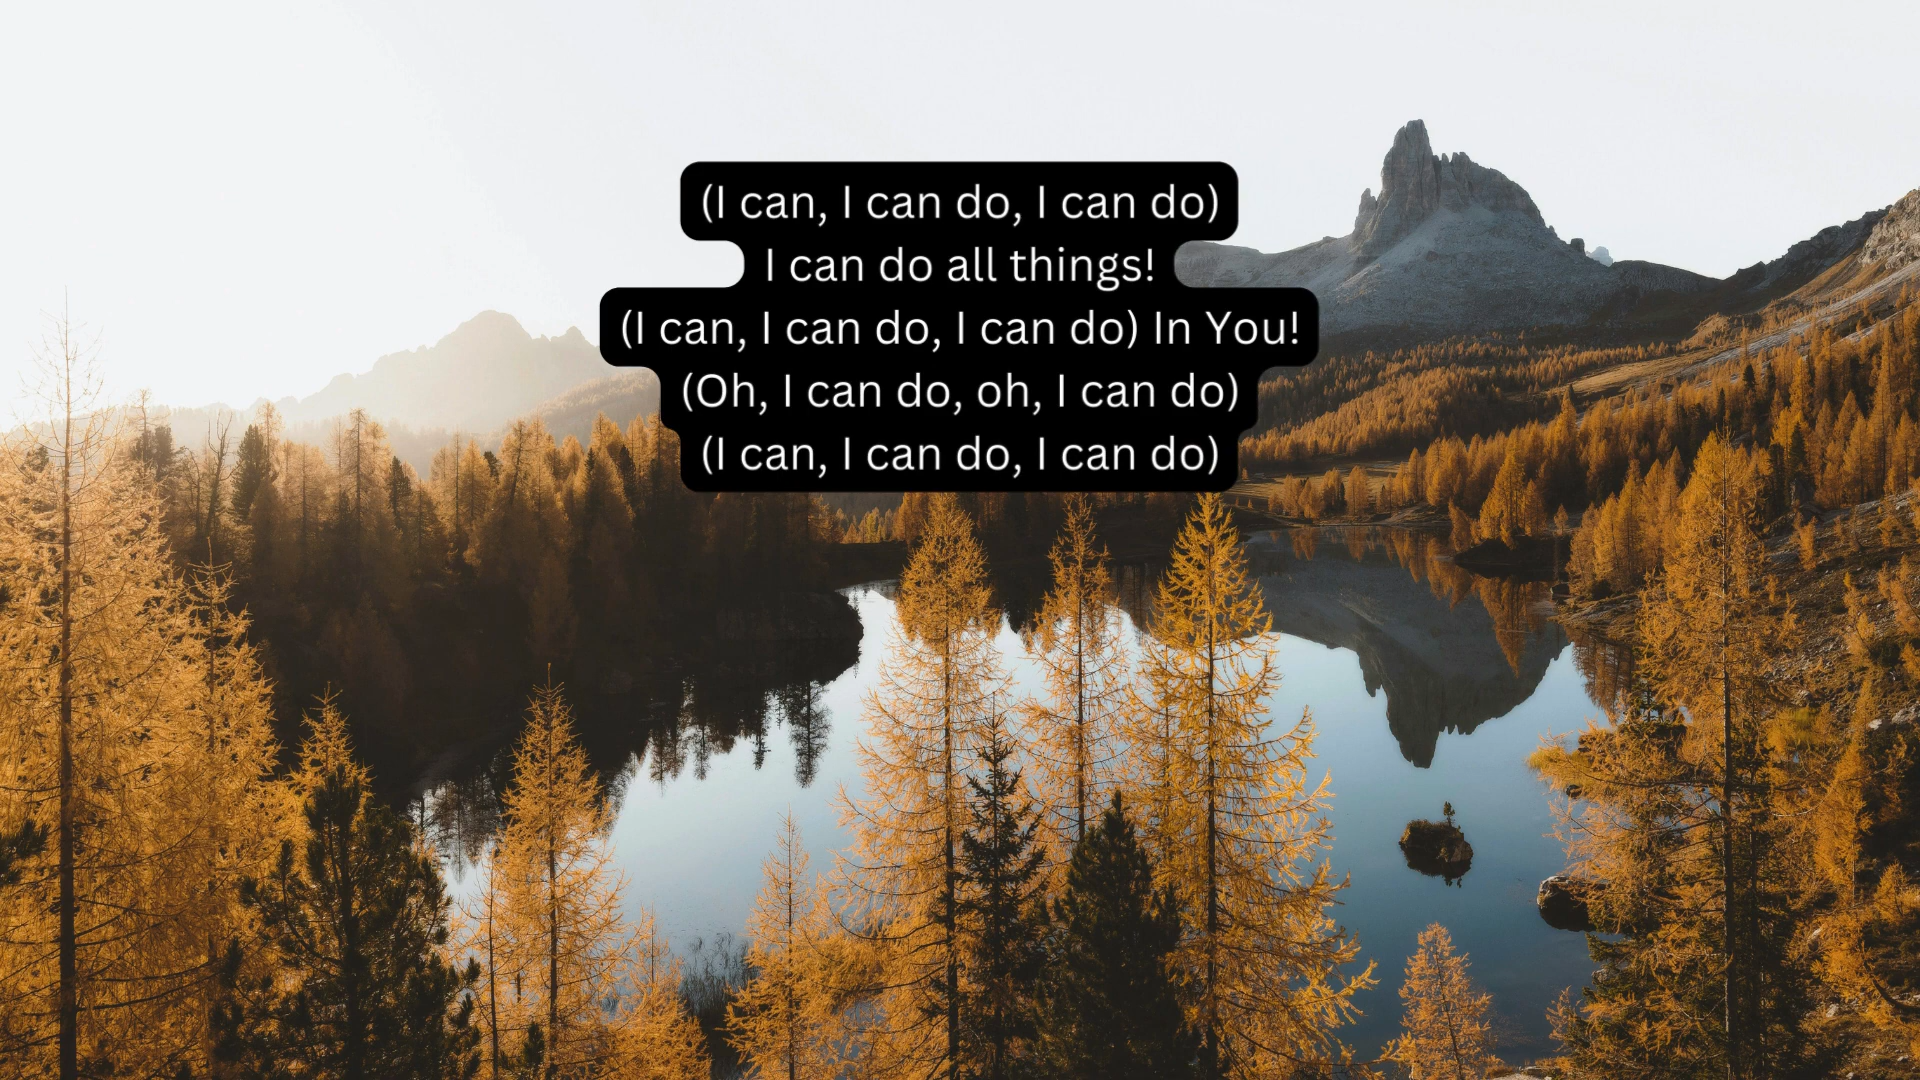 (I can, I can do, I can do)
I can do all things!
(I can, I can do, I can do) In You!
(Oh, I can do, oh, I can do)
(I can, I can do, I can do)